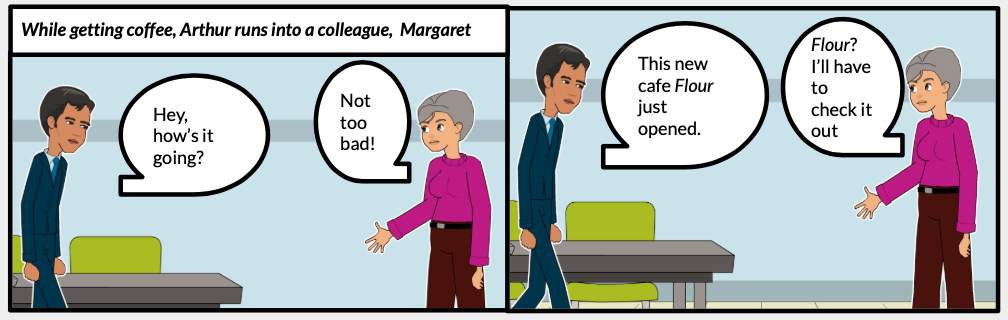 While getting coffee, Arthur runs into a colleague, Margaret
Hey,
how's it
going?
Not
too
bad!
This new
cafe Flour
just
opened.
Flour?
I'll have
to
check it
out